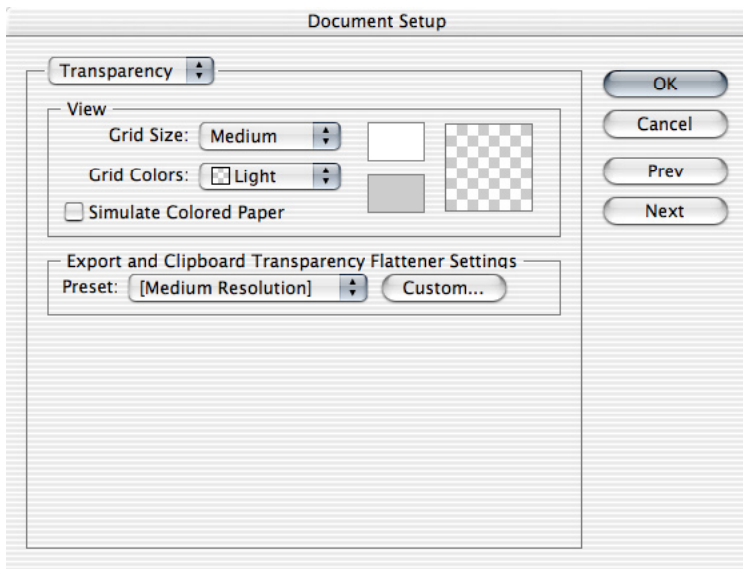 Document Setup
Transparency
OK
View
Grid Size: Medium
Cancel
Grid Colors: Light
Prev
Simulate Colored Paper
Next
Export and Clipboard Transparency Flattener Settings
Preset: [Medium Resolution] Custom...